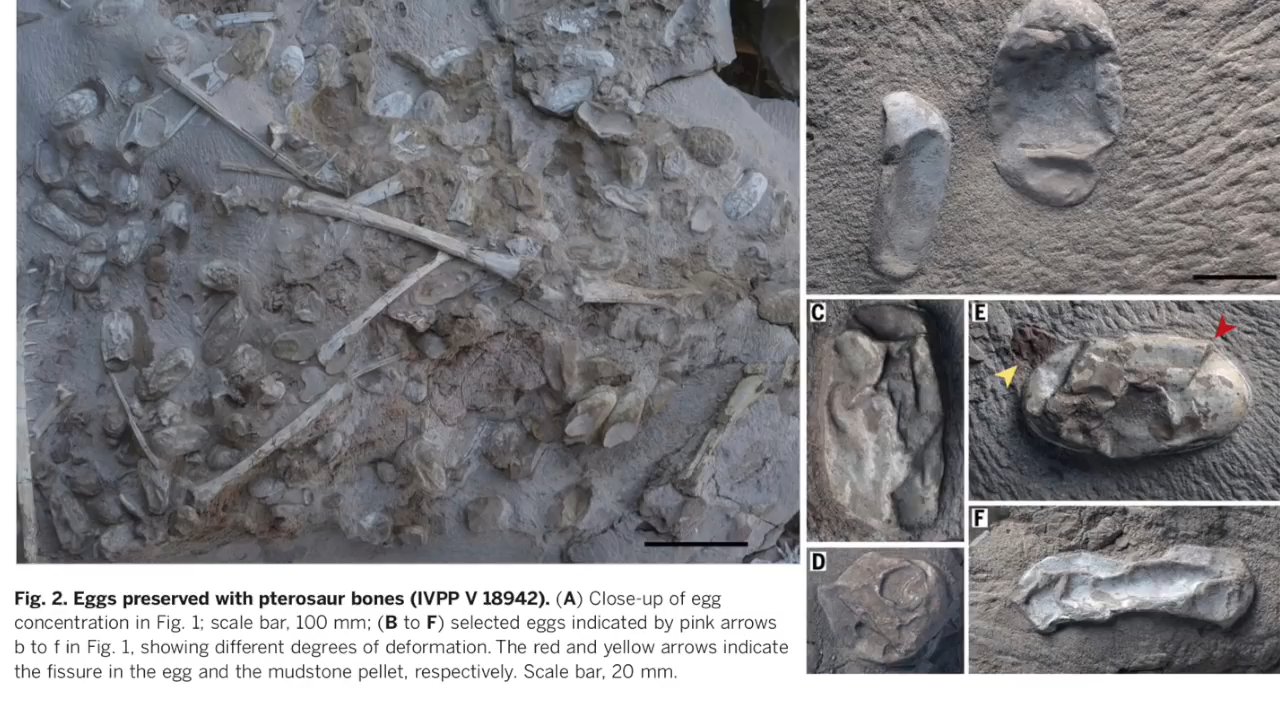 C
E
D
F
Fig. 2. Eggs preserved with pterosaur bones (IVPP V 18942). (A) Close-up of egg
concentration in Fig. 1; scale bar, 100 mm; (B to F) selected eggs indicated by pink arrows
b to f in Fig. 1, showing different degrees of deformation. The red and yellow arrows indicate
the fissure in the egg and the mudstone pellet, respectively. Scale bar, 20 mm.